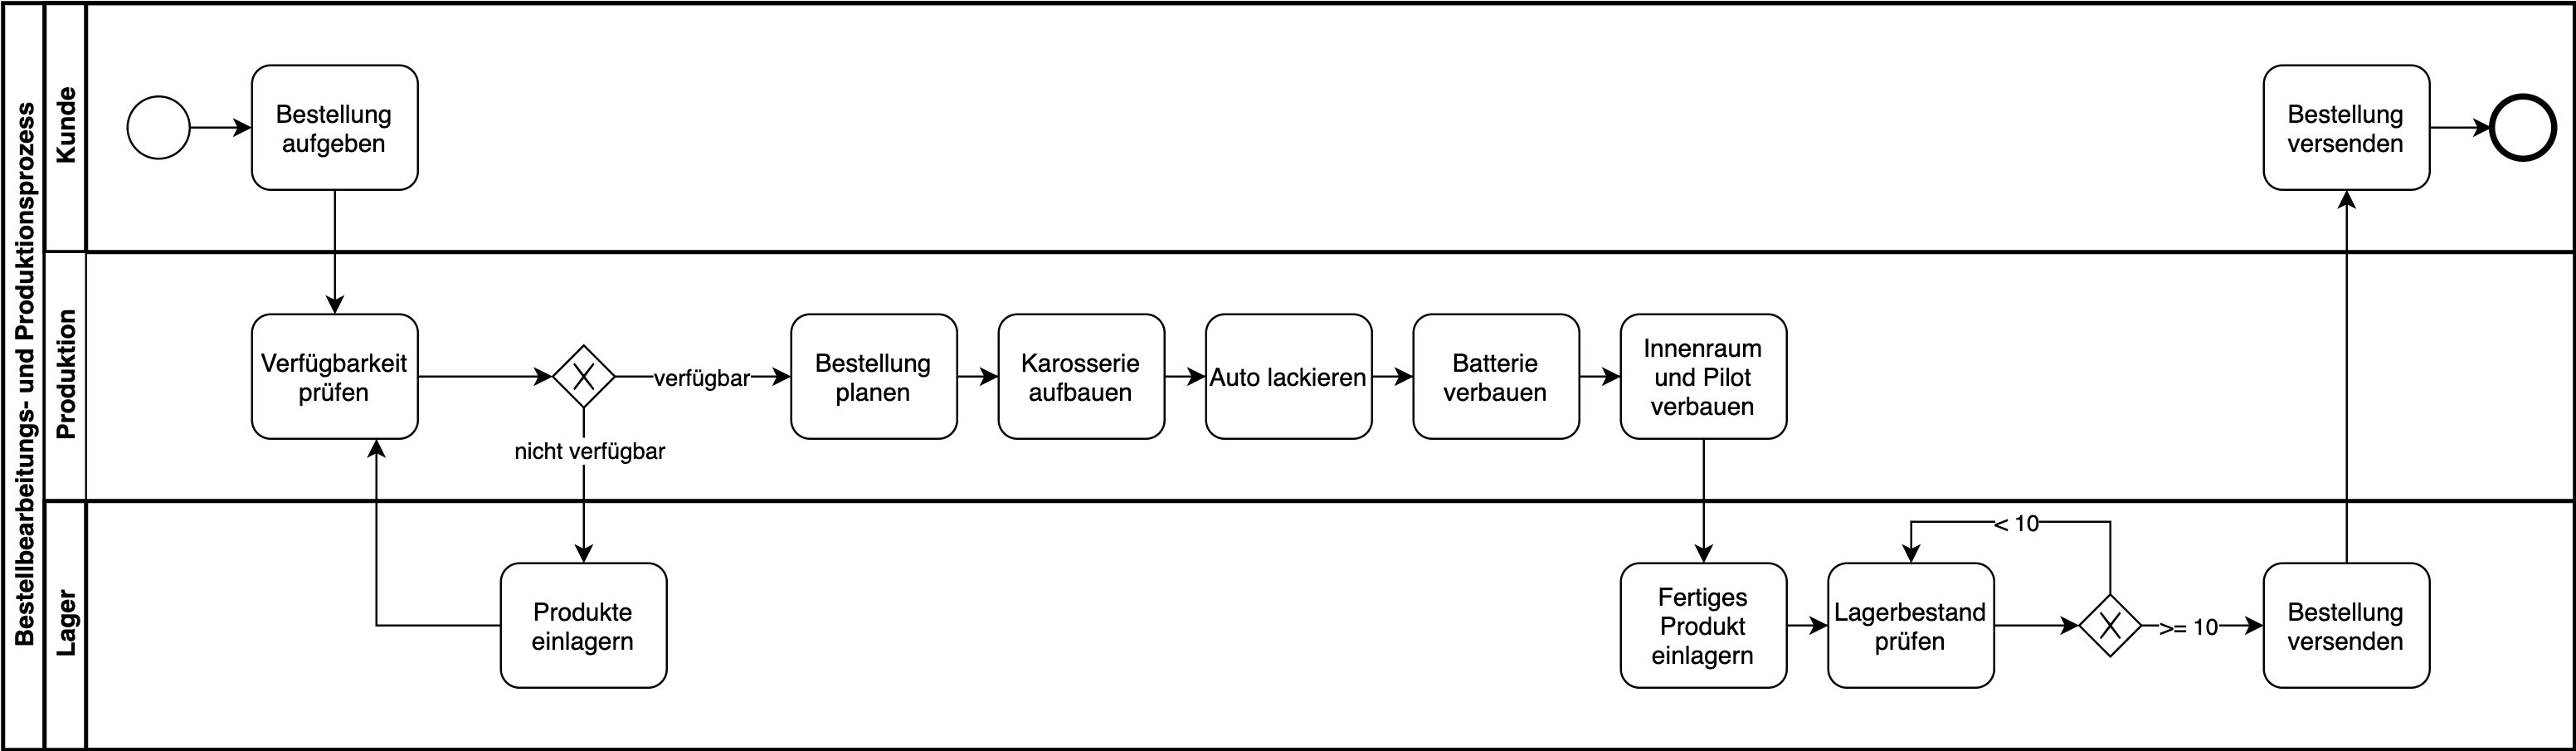 Bestellbearbeitungs- und Produktionsprozess
Kunde
Bestellung
aufgeben
Bestellung
versenden
Produktion
Verfügbarkeit
prüfen
X
verfügbar
nicht verfügbar
Bestellung
planen
Karosserie
aufbauen
Auto lackieren
Batterie
verbauen
Innenraum
und Pilot
verbauen
Lager
Produkte
einlagern
Fertiges
Produkt
einlagern
Lagerbestand
prüfen
< 10
X
>= 10
Bestellung
versenden